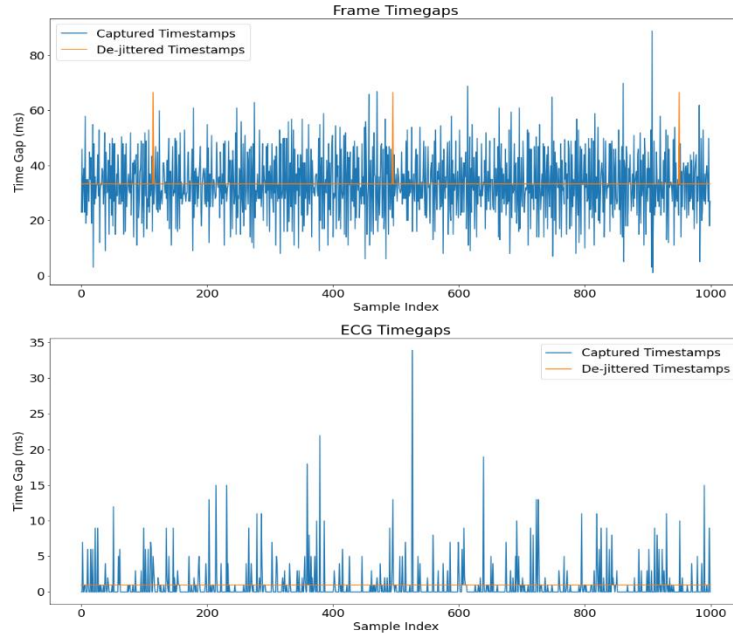 Frame Timegaps
Captured Timestamps
De-jittered Timestamps
80
60
40
20
0
Time Gap (ms)
0 200 400 600 800 1000
Sample Index
ECG Timegaps
35
30
25
20
15
10
5
0
Captured Timestamps
De-jittered Timestamps
Time Gap (ms)
0 200 400 600 800 1000
Sample Index